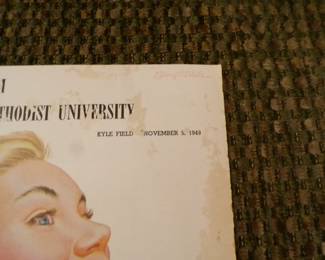 M
THODIST UNIVERSITY
KYLE FIELD NOVEMBER 5, 1949